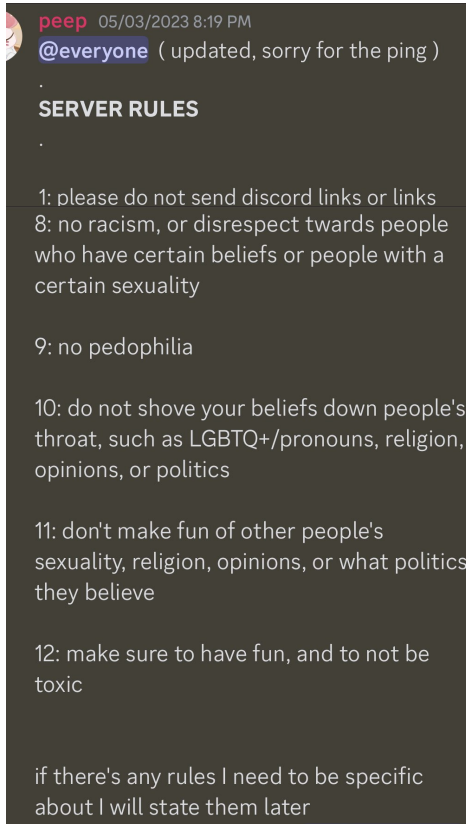 peep 05/03/2023 8:19 PM
@everyone ( updated, sorry for the ping )
.
SERVER RULES
.
1: please do not send discord links or links
8: no racism, or disrespect twards people
who have certain beliefs or people with a
certain sexuality
9: no pedophilia
10: do not shove your beliefs down people's
throat, such as LGBTQ+/pronouns, religion,
opinions, or politics
11: don't make fun of other people's
sexuality, religion, opinions, or what politics
they believe
12: make sure to have fun, and to not be
toxic
if there's any rules I need to be specific
about I will state them later